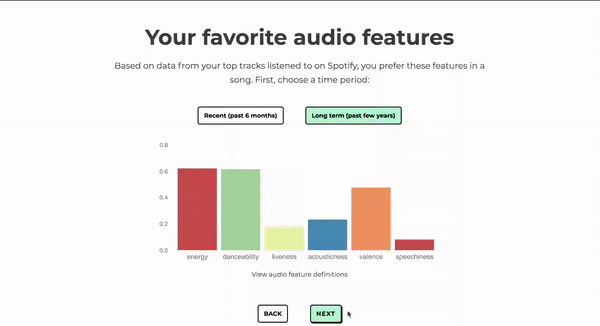 Your favorite audio features
Based on data from your top tracks listened to on Spotify, you prefer these features in a
song. First, choose a time period:
Recent (past 6 months) Long term (past few years)
0.8
0.6
0.4
0.2
0.0
energy danceability liveness acousticness valence speechiness
View audio feature definitions
BACK NEXT